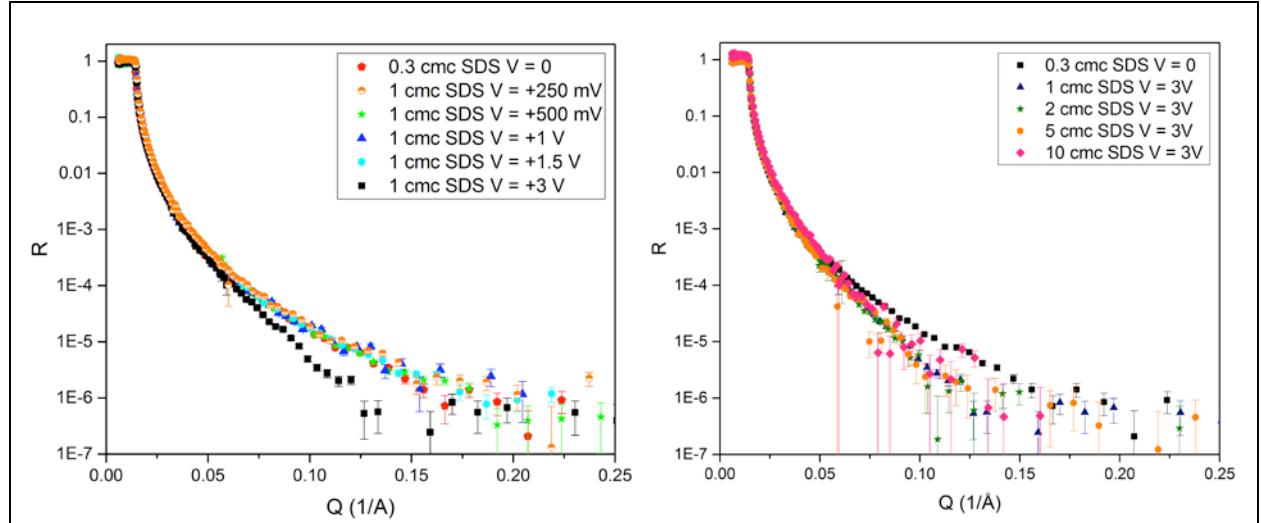 1
0.1
0.01
1E-3
1E-4
1E-5
1E-6
1E-7
R
0.00
0.05
0.10
0.15
0.20
0.25
Q (1/A)
0.3 cmc SDS V = 0
1 cmc SDS V = +250 mV
1 cmc SDS V = +500 mV
1 cmc SDS V = +1 V
1 cmc SDS V = +1.5 V
1 cmc SDS V = +3 V
1
0.1
0.01
1E-3
1E-4
1E-5
1E-6
1E-7
R
0.00
0.05
0.10
0.15
0.20
0.25
Q (1/Å)
0.3 cmc SDS V = 0
1 cmc SDS V = 3V
2 cmc SDS V = 3V
5 cmc SDS V = 3V
10 cmc SDS V = 3V